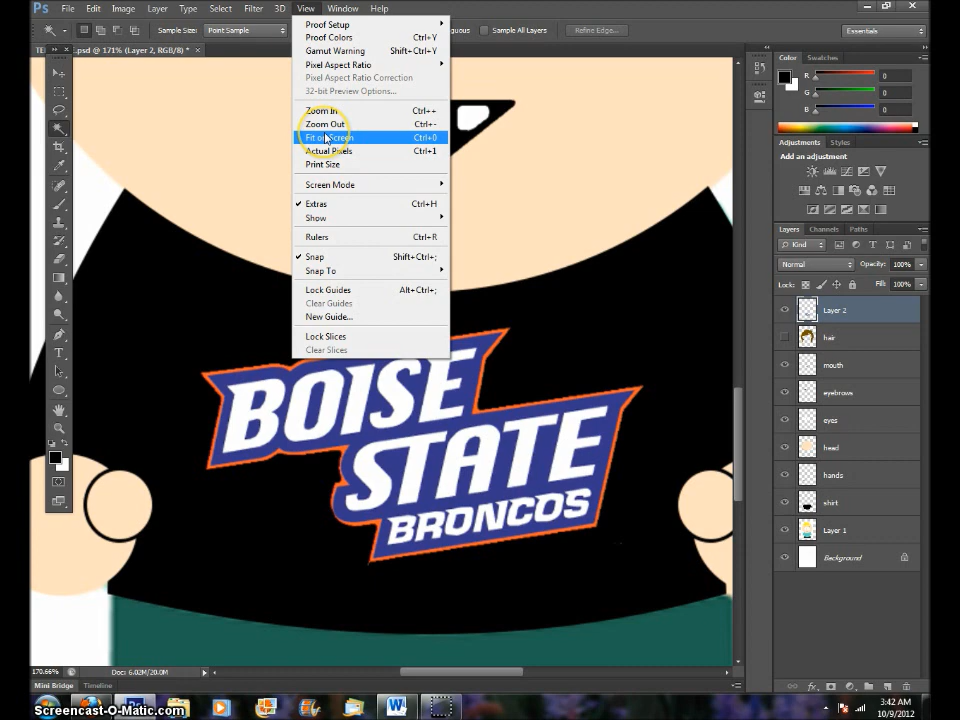 Ps File Edit Image Layer Type Select Filter 3D View Window Help
Sample Size: Point Sample
guous Sample All Layers Refine Edge... Essentials
.psd @ 171% (Layer 2, RGB/8) * ×
Proof Setup
Proof Colors Ctrl+Y
Gamut Warning Shift+Ctrl+Y
Pixel Aspect Ratio
Pixel Aspect Ratio Correction
32-bit Preview Options...
Zoom In Ctrl++
Zoom Out Ctrl+-
Fit on Screen Ctrl+0
Actual Pixels Ctrl+1
Print Size
Screen Mode
Extras Ctrl+H
Show
Rulers Ctrl+R
Snap Shift+Ctrl+;
Snap To
Lock Guides Alt+Ctrl+;
Clear Guides
New Guide...
Lock Slices
Clear Slices
BOISE
STATE
BRONCOS
Color Swatches
R 0
G 0
B 0
Adjustments Styles
Add an adjustment
Layers Channels Paths
Kind
Normal Opacity: 100%
Lock: Fill: 100%
Layer 2
hair
mouth
eyebrows
eyes
head
hands
shirt
Layer 1
Background
170.66% Doc: 6.02M/20.0M
Mini Bridge Timeline
Screencast-O-Matic.com
3:42 AM
10/9/2012